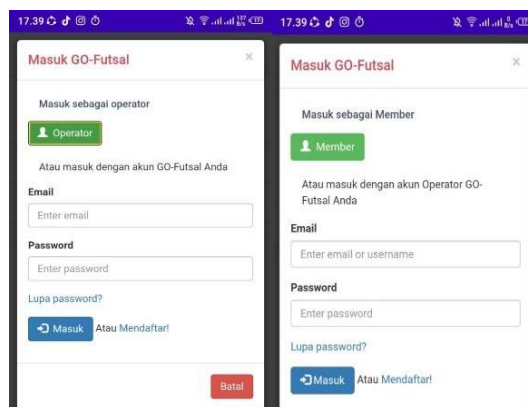 17.39
Masuk GO-Futsal
×
Masuk sebagai operator
Operator
Atau masuk dengan akun GO-Futsal Anda
Email
Enter email
Password
Enter password
Lupa password?
Masuk Atau Mendaftar!
Batal
17.39
Masuk GO-Futsal
×
Masuk sebagai Member
Member
Atau masuk dengan akun Operator GO-
Futsal Anda
Email
Enter email or username
Password
Enter password
Lupa password?
Masuk Atau Mendaftar!